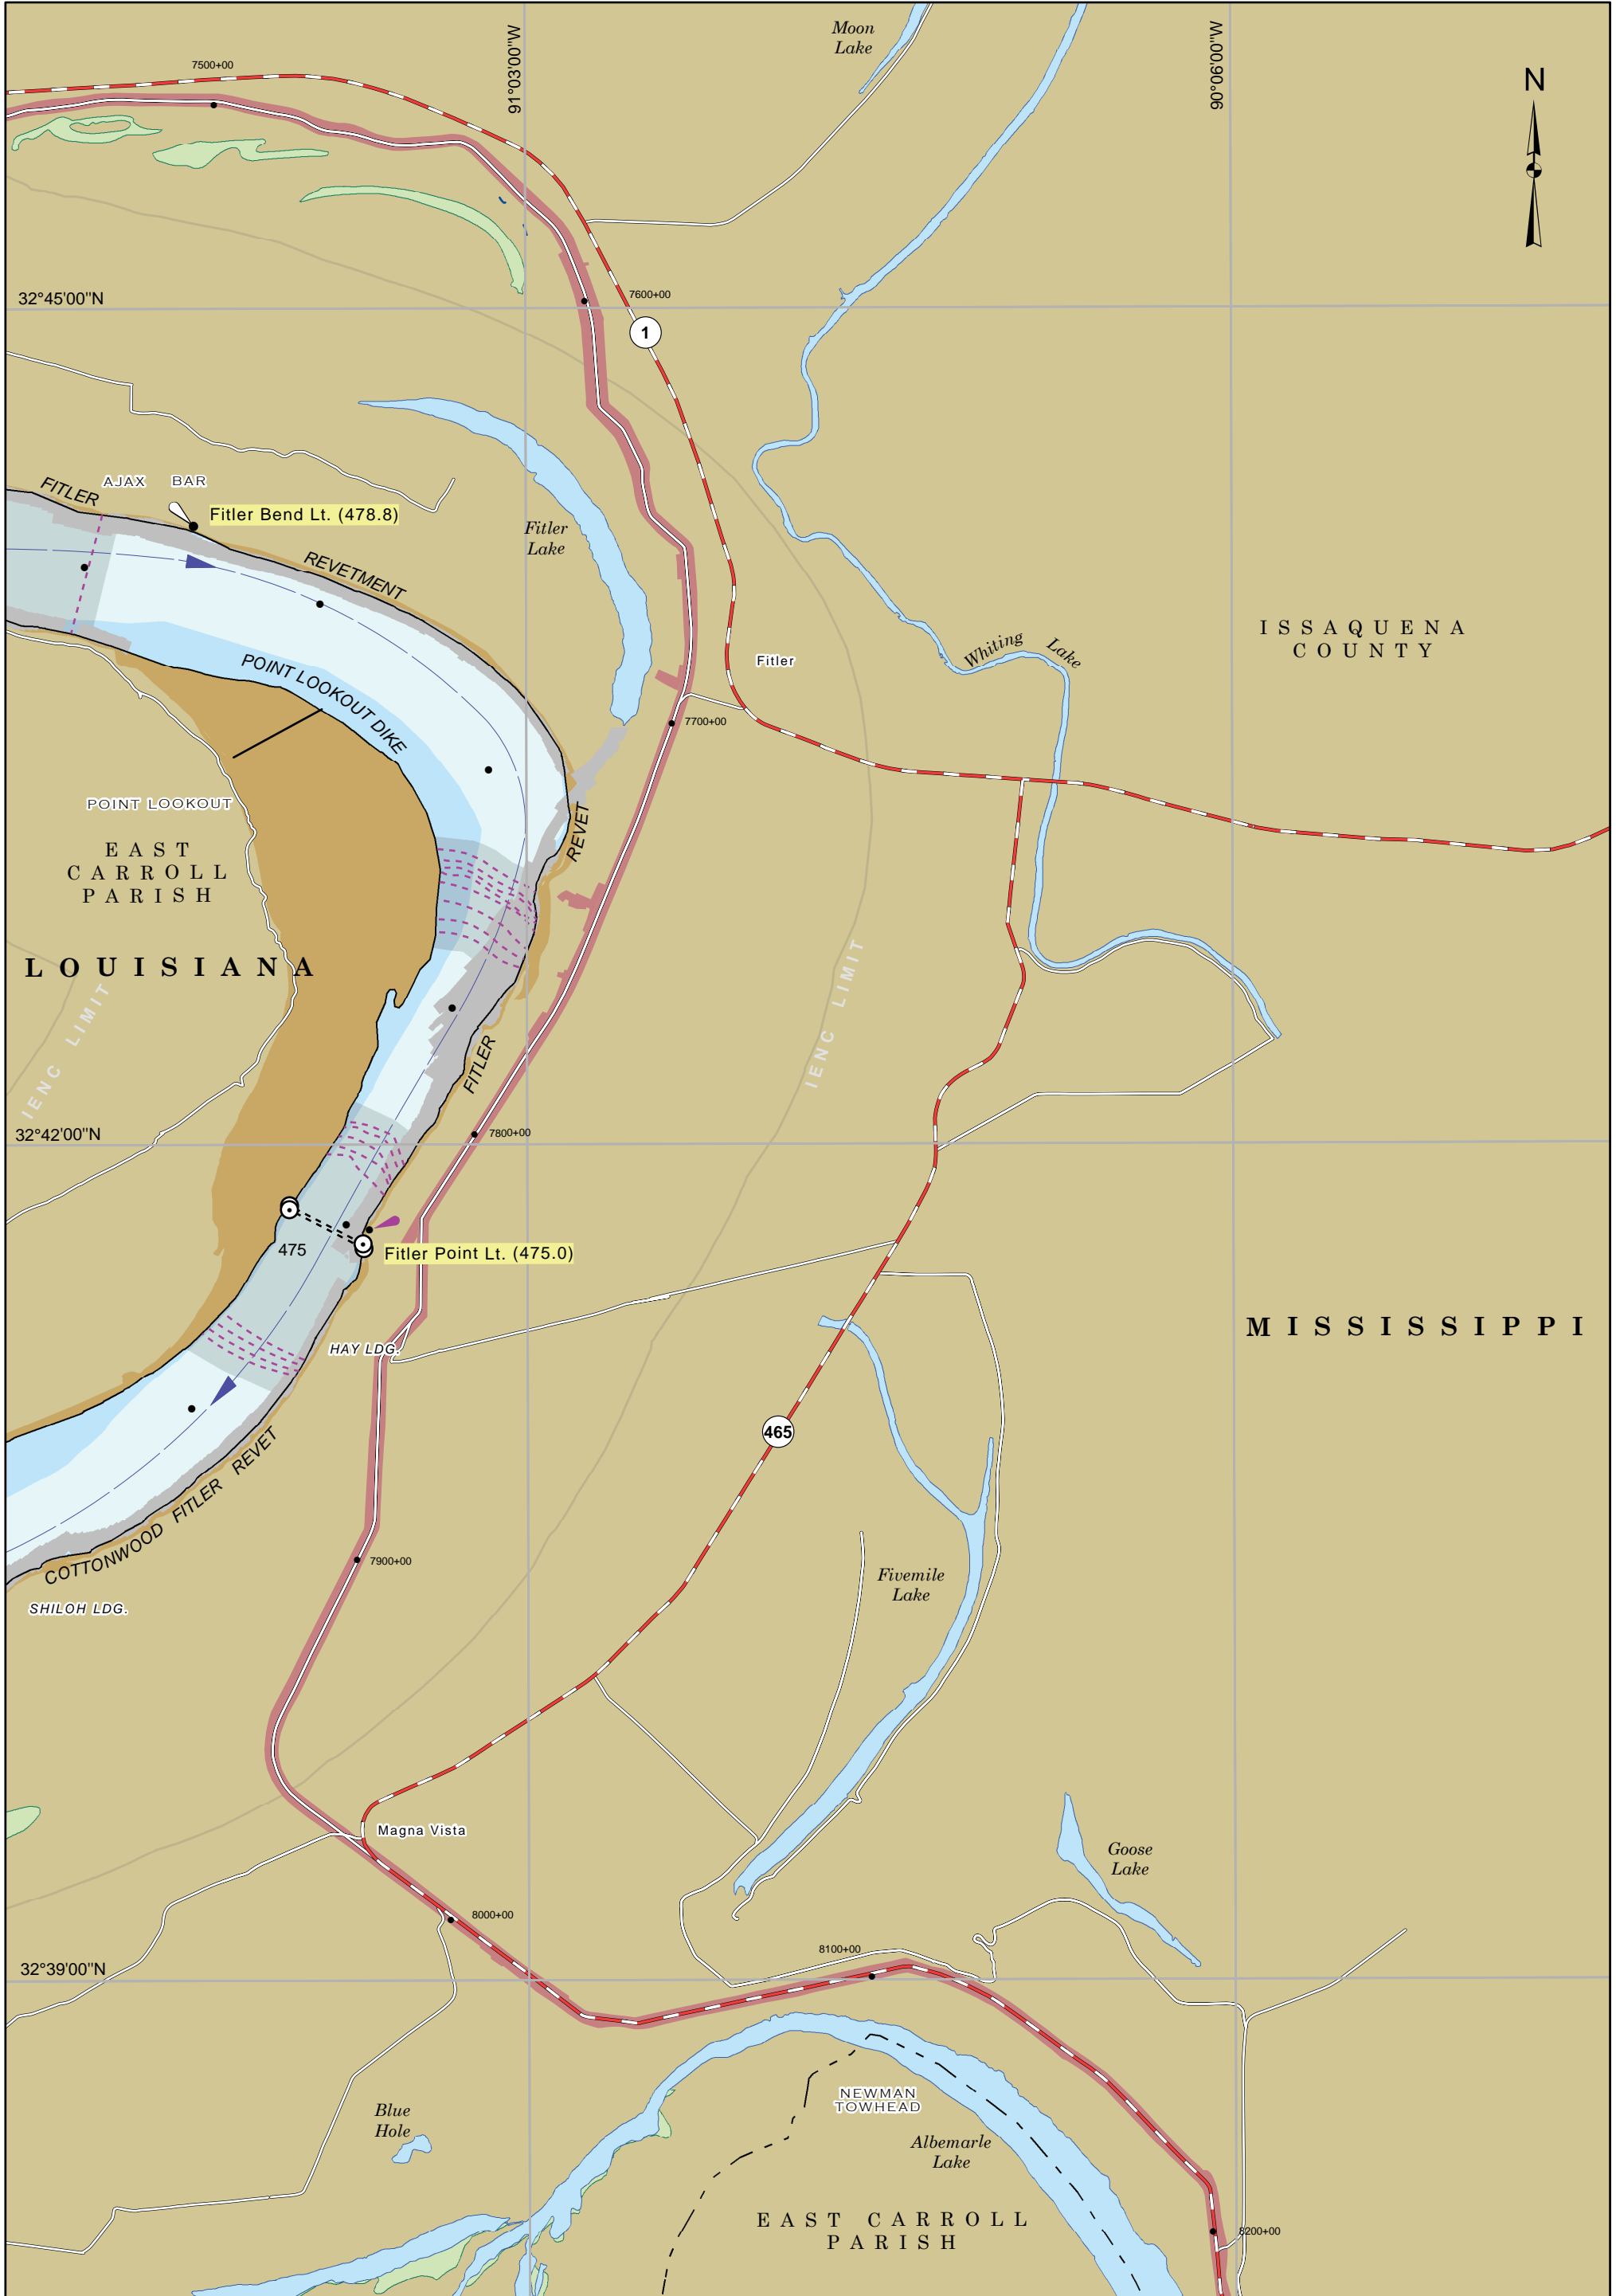 Moon
Lake
91°03'00"W
90°06'00"W
N
7500+00
32°45'00"N
7600+00
1
AJAX BAR
FITLER
Fitler Bend Lt. (478.8)
REVETMENT
Fitler
Lake
POINT LOOKOUT DIKE
Fitler
Whiting Lake
ISSAQUENA
COUNTY
7700+00
POINT LOOKOUT
REVET
EAST
CARROLL
PARISH
LOUISIANA
IENC LIMIT
IENC LIMIT
FITLER
32°42'00"N
7800+00
475
Fitler Point Lt. (475.0)
HAY LDG.
MISSISSIPPI
465
COTTONWOOD FITLER REVET
7900+00
SHILOH LDG.
Fivemile
Lake
Magna Vista
Goose
Lake
8000+00
8100+00
32°39'00"N
NEWMAN
TOWHEAD
Blue
Hole
Albemarle
Lake
EAST CARROLL
PARISH
8200+00